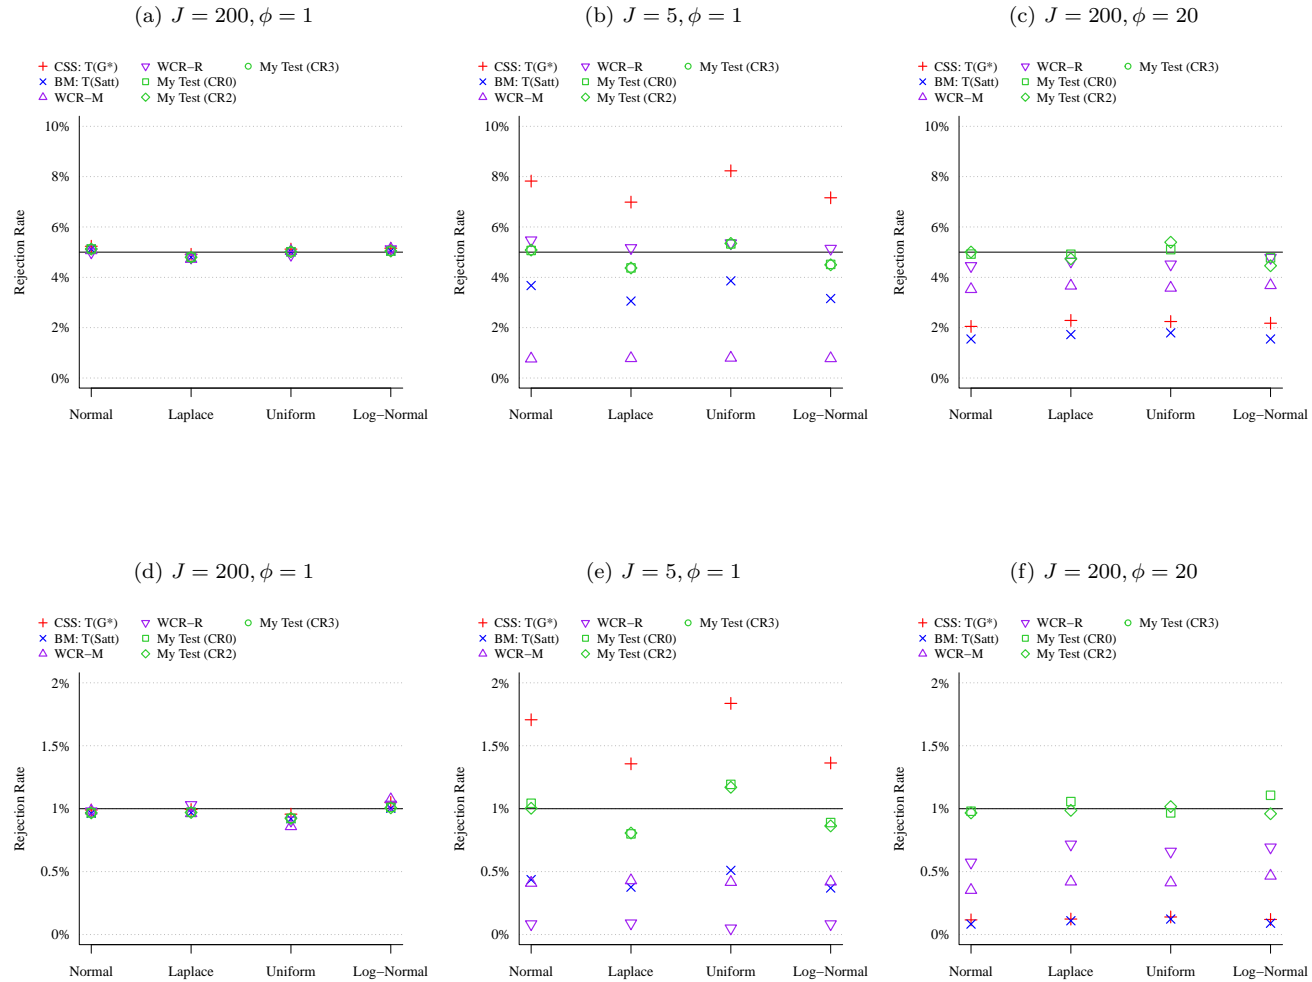 (a) J = 200, ϕ = 1
CSS: T(G*)
BM: T(Satt)
WCR−M
WCR−R
My Test (CR0)
My Test (CR2)
My Test (CR3)
Rejection Rate
10%
8%
6%
4%
2%
0%
Normal Laplace Uniform Log−Normal
(b) J = 5, ϕ = 1
CSS: T(G*)
BM: T(Satt)
WCR−M
WCR−R
My Test (CR0)
My Test (CR2)
My Test (CR3)
Rejection Rate
10%
8%
6%
4%
2%
0%
Normal Laplace Uniform Log−Normal
(c) J = 200, ϕ = 20
CSS: T(G*)
BM: T(Satt)
WCR−M
WCR−R
My Test (CR0)
My Test (CR2)
My Test (CR3)
Rejection Rate
10%
8%
6%
4%
2%
0%
Normal Laplace Uniform Log−Normal
(d) J = 200, ϕ = 1
CSS: T(G*)
BM: T(Satt)
WCR−M
WCR−R
My Test (CR0)
My Test (CR2)
My Test (CR3)
Rejection Rate
2%
1.5%
1%
0.5%
0%
Normal Laplace Uniform Log−Normal
(e) J = 5, ϕ = 1
CSS: T(G*)
BM: T(Satt)
WCR−M
WCR−R
My Test (CR0)
My Test (CR2)
My Test (CR3)
Rejection Rate
2%
1.5%
1%
0.5%
0%
Normal Laplace Uniform Log−Normal
(f) J = 200, ϕ = 20
CSS: T(G*)
BM: T(Satt)
WCR−M
WCR−R
My Test (CR0)
My Test (CR2)
My Test (CR3)
Rejection Rate
2%
1.5%
1%
0.5%
0%
Normal Laplace Uniform Log−Normal